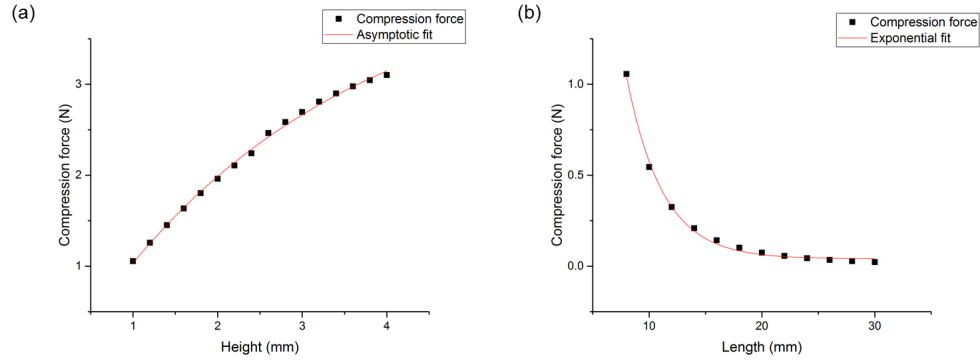 (a)
Compression force
Asymptotic fit
3
2
1
Compression force (N)
1 2 3 4
Height (mm)
(b)
Compression force
Exponential fit
1.0
0.5
0.0
Compression force (N)
10 20 30
Length (mm)